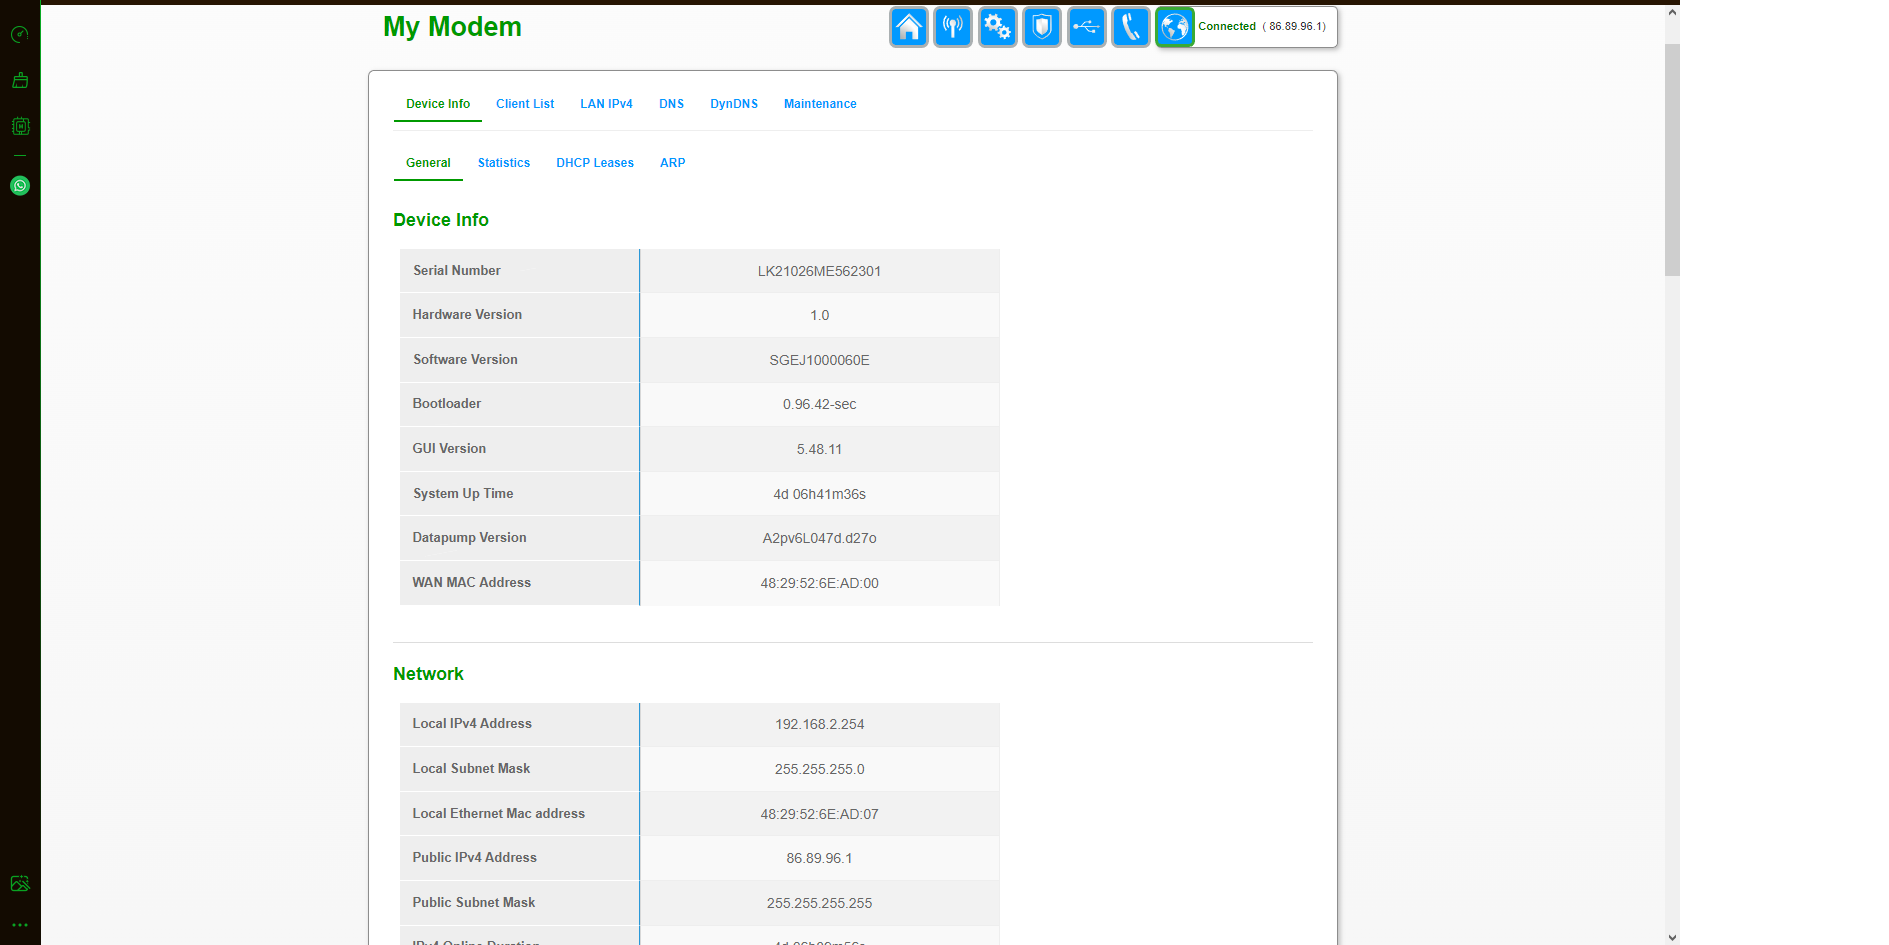 My Modem
Connected ( 86.89.96.1)
Device Info Client List LAN IPv4 DNS DynDNS Maintenance
General Statistics DHCP Leases ARP
Device Info
Serial Number LK21026ME562301
Hardware Version 1.0
Software Version SGEJ1000060E
Bootloader 0.96.42-sec
GUI Version 5.48.11
System Up Time 4d 06h41m36s
Datapump Version A2pv6L047d.d27o
WAN MAC Address 48:29:52:6E:AD:00
Network
Local IPv4 Address 192.168.2.254
Local Subnet Mask 255.255.255.0
Local Ethernet Mac address 48:29:52:6E:AD:07
Public IPv4 Address 86.89.96.1
Public Subnet Mask 255.255.255.255
IPv4 Online Duration